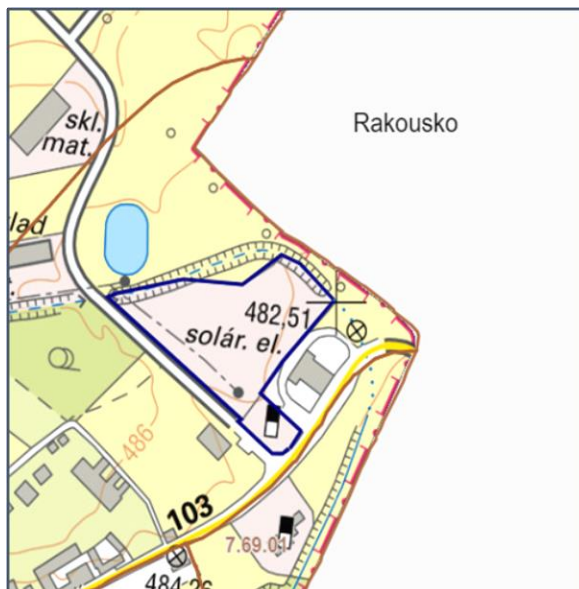 Rakousko
skl.
mat.
lad
482,51
solár. el.
486
103
7.69.01
484,26